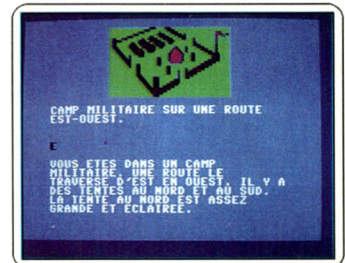 CAMP MILITAIRE SUR UNE ROUTE
EST-OUEST.
E
VOUS ETES DANS UN CAMP
MILITAIRE, UNE ROUTE LE
TRAVERSE D'EST EN OUEST. IL Y A
DES TENTES AU NORD ET AU SUD.
LA TENTE AU NORD EST ASSEZ
GRANDE ET ECLAIREE.